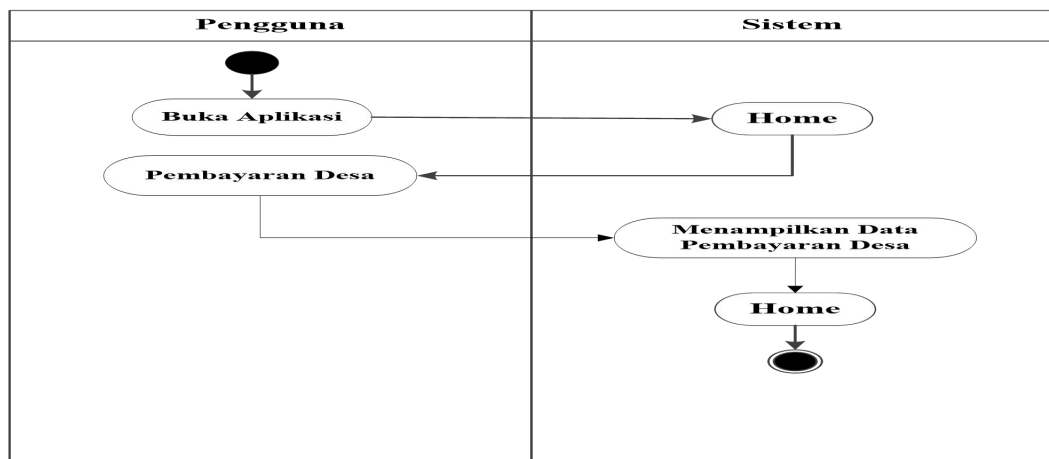 Pengguna
Sistem
Buka Aplikasi
Home
Pembayaran Desa
Menampilkan Data
Pembayaran Desa
Home